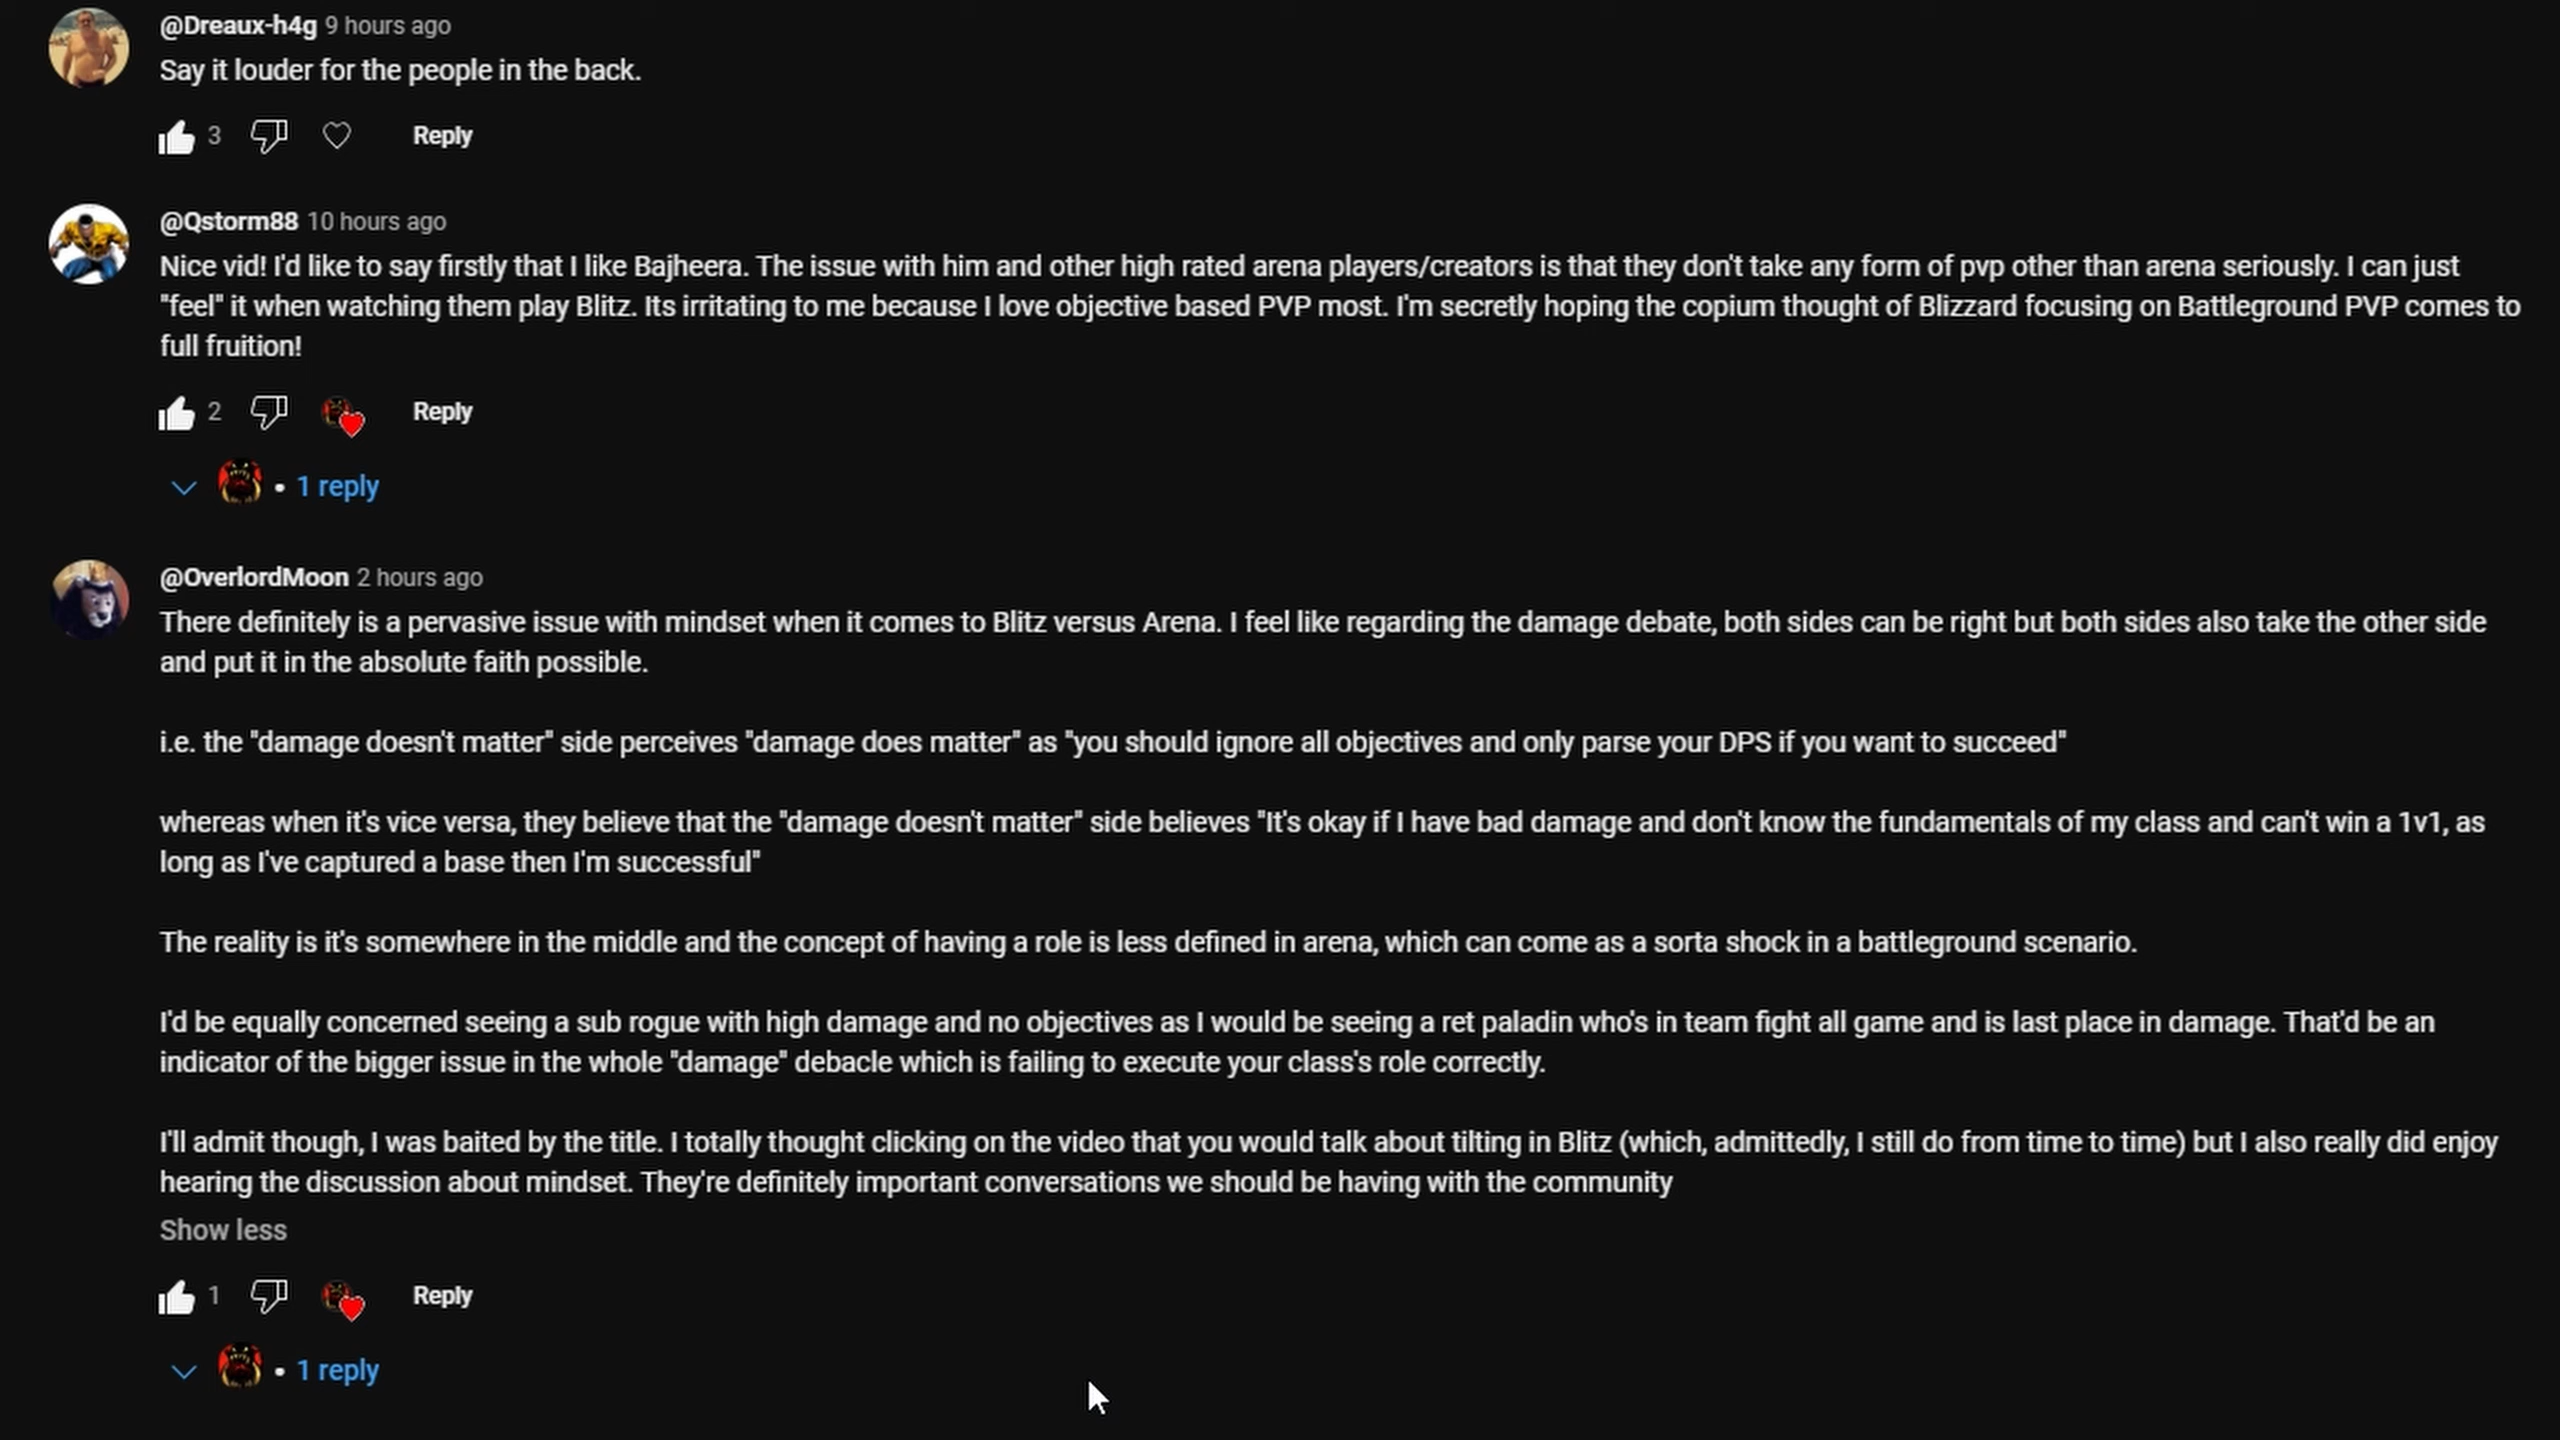 @Dreaux-h4g 9 hours ago
Say it louder for the people in the back.
3 Reply
@Qstorm88 10 hours ago
Nice vid! I'd like to say firstly that I like Bajheera. The issue with him and other high rated arena players/creators is that they don't take any form of pvp other than arena seriously. I can just
"feel" it when watching them play Blitz. Its irritating to me because I love objective based PVP most. I'm secretly hoping the copium thought of Blizzard focusing on Battleground PVP comes to
full fruition!
2 Reply
• 1 reply
@OverlordMoon 2 hours ago
There definitely is a pervasive issue with mindset when it comes to Blitz versus Arena. I feel like regarding the damage debate, both sides can be right but both sides also take the other side
and put it in the absolute faith possible.
i.e. the "damage doesn't matter" side perceives "damage does matter" as "you should ignore all objectives and only parse your DPS if you want to succeed"
whereas when it's vice versa, they believe that the "damage doesn't matter" side believes "It's okay if I have bad damage and don't know the fundamentals of my class and can't win a 1v1, as
long as I've captured a base then I'm successful"
The reality is it's somewhere in the middle and the concept of having a role is less defined in arena, which can come as a sorta shock in a battleground scenario.
I'd be equally concerned seeing a sub rogue with high damage and no objectives as I would be seeing a ret paladin who's in team fight all game and is last place in damage. That'd be an
indicator of the bigger issue in the whole "damage" debacle which is failing to execute your class's role correctly.
I'll admit though, I was baited by the title. I totally thought clicking on the video that you would talk about tilting in Blitz (which, admittedly, I still do from time to time) but I also really did enjoy
hearing the discussion about mindset. They're definitely important conversations we should be having with the community
Show less
1 Reply
• 1 reply